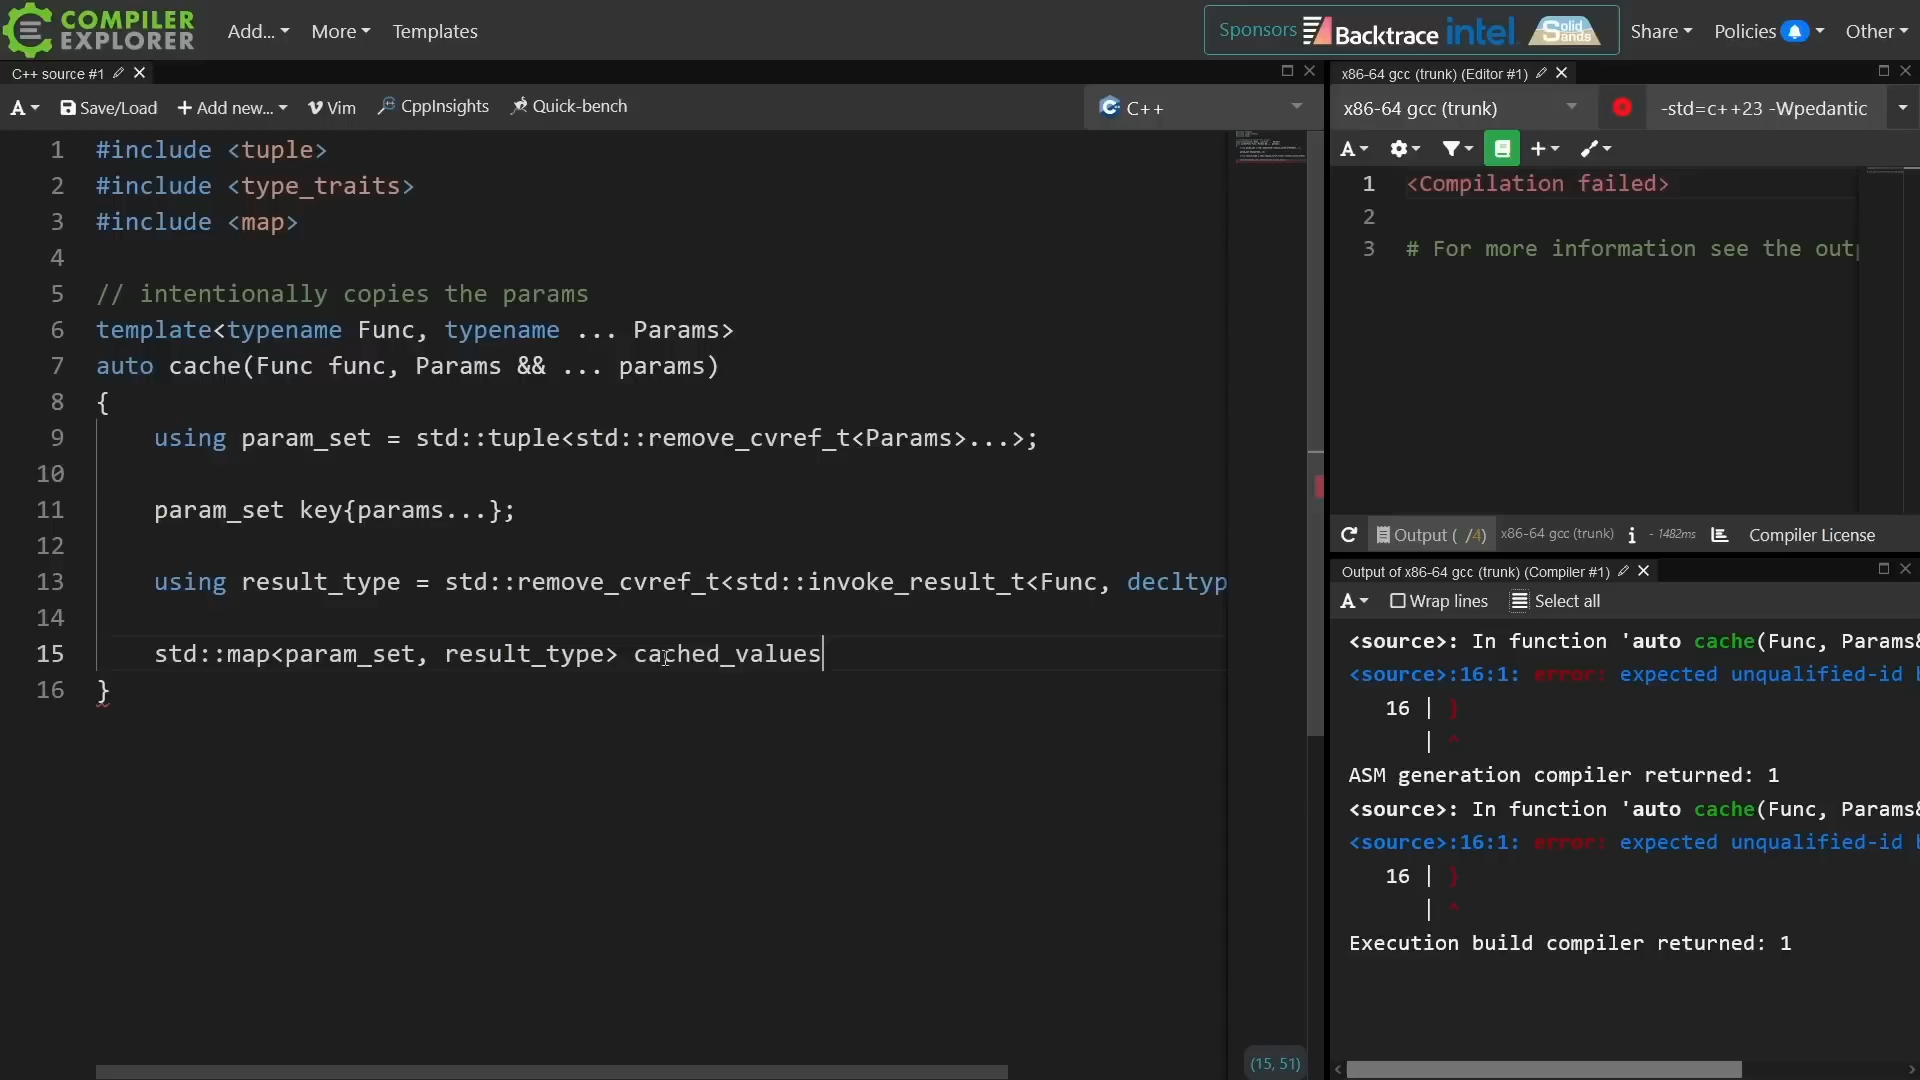 COMPILER EXPLORER Add... More Templates Sponsors Backtrace intel Solid Sands Share Policies Other
C++ source #1
A Save/Load + Add new... Vim CppInsights Quick-bench C++
1 #include <tuple>
2 #include <type_traits>
3 #include <map>
4
5 // intentionally copies the params
6 template<typename Func, typename ... Params>
7 auto cache(Func func, Params && ... params)
8 {
9 using param_set = std::tuple<std::remove_cvref_t<Params>...>;
10
11 param_set key{params...};
12
13 using result_type = std::remove_cvref_t<std::invoke_result_t<Func, decltyp
14
15 std::map<param_set, result_type> cached_values
16 }
(15, 51)
x86-64 gcc (trunk) (Editor #1)
x86-64 gcc (trunk) -std=c++23 -Wpedantic
A +
1 <Compilation failed>
2
3 # For more information see the outp
Output ( /4) x86-64 gcc (trunk) i - 1482ms Compiler License
Output of x86-64 gcc (trunk) (Compiler #1)
A Wrap lines Select all
<source>: In function 'auto cache(Func, Params&
<source>:16:1: error: expected unqualified-id b
16 | }
| ^
ASM generation compiler returned: 1
<source>: In function 'auto cache(Func, Params&
<source>:16:1: error: expected unqualified-id b
16 | }
| ^
Execution build compiler returned: 1